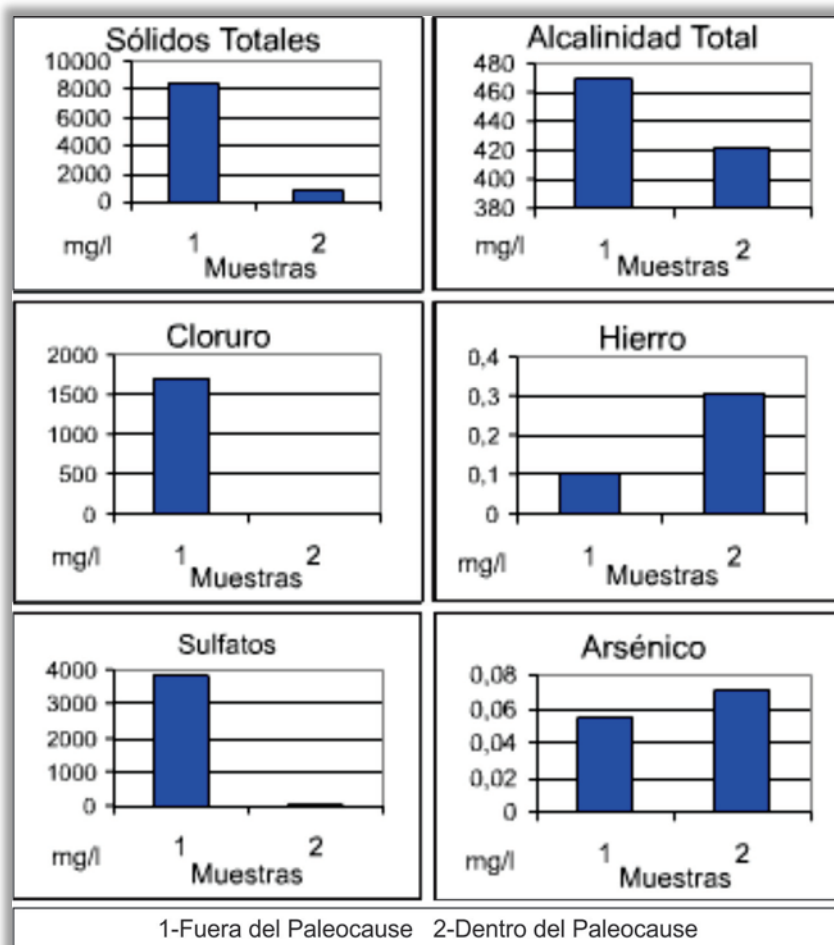 Sólidos Totales
10000
8000
6000
4000
2000
0
mg/l
1
2
Muestras
Alcalinidad Total
480
460
440
420
400
380
mg/l
1
2
Muestras
Cloruro
2000
1500
1000
500
0
mg/l
1
2
Muestras
Hierro
0,4
0,3
0,2
0,1
0
mg/l
1
2
Muestras
Sulfatos
4000
3000
2000
1000
0
mg/l
1
2
Muestras
Arsénico
0,08
0,06
0,04
0,02
0
mg/l
1
2
Muestras
1-Fuera del Paleocause 2-Dentro del Paleocause